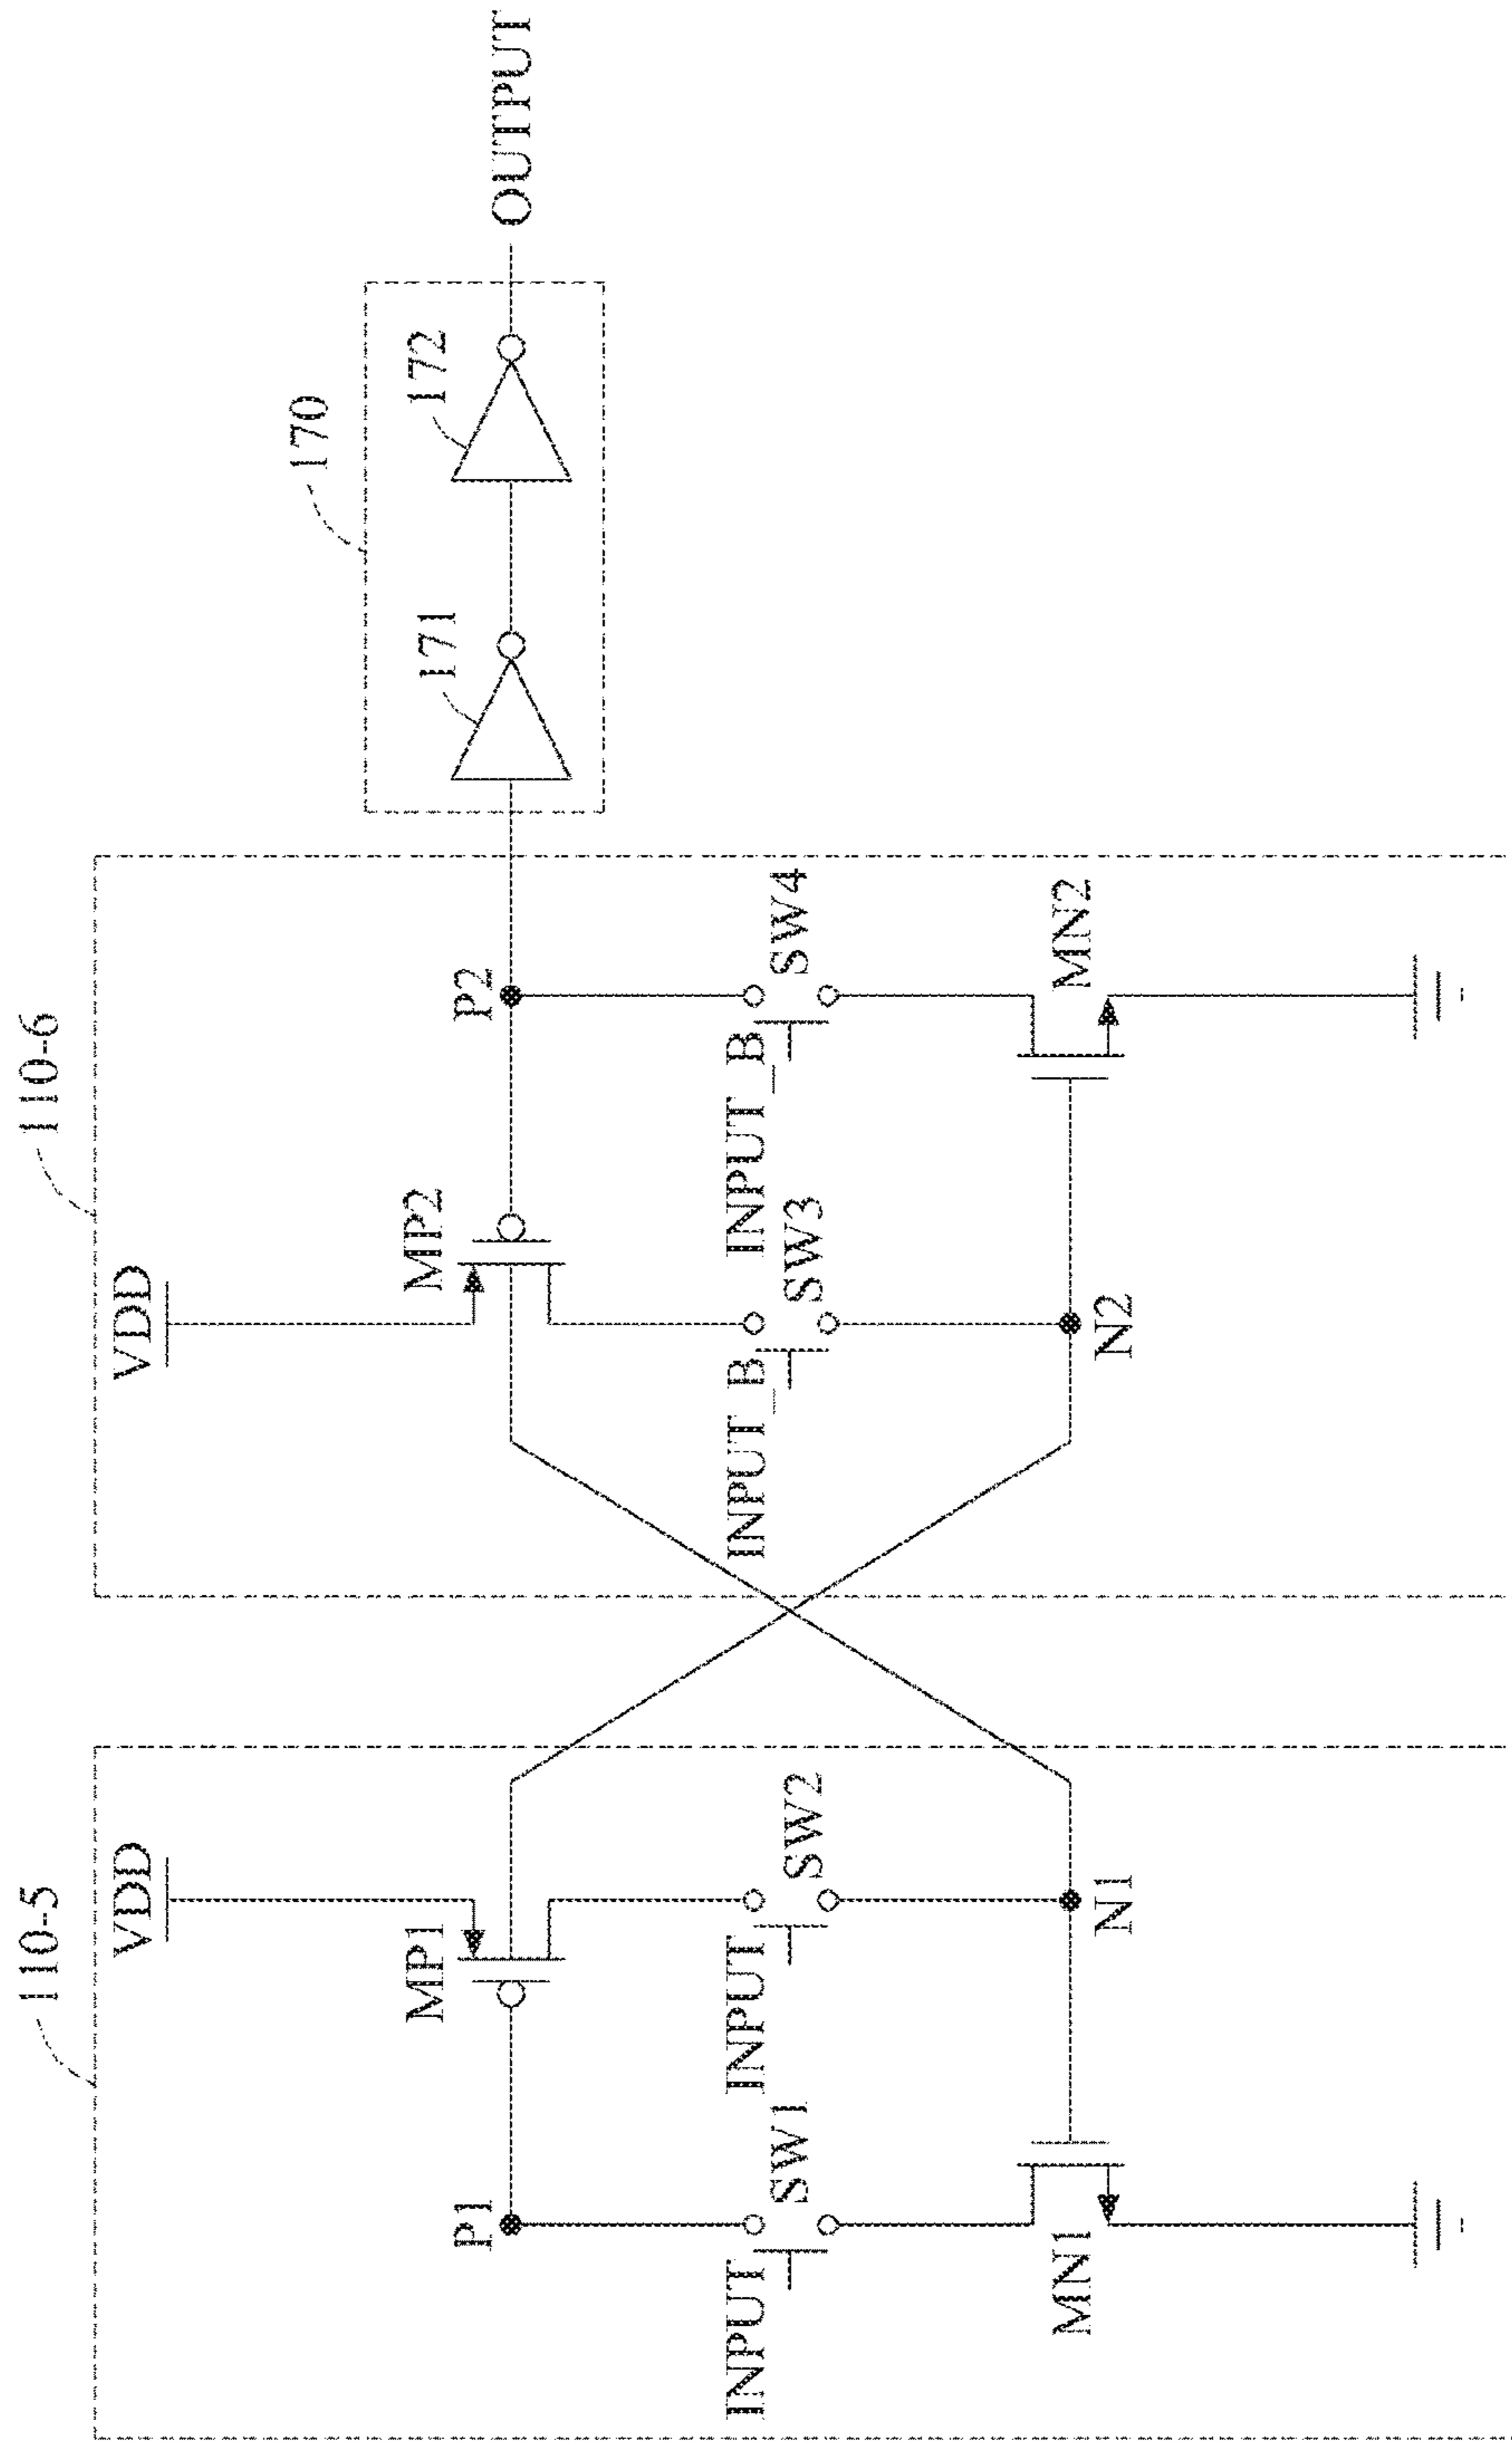 110-5
110-6
170
VDD
VDD
MP1
MP2
P1
P2
171
172
OUTPUT
INPUT
SW1
INPUT
SW2
INPUT_B
SW3
INPUT_B
SW4
MN1
N1
N2
MN2